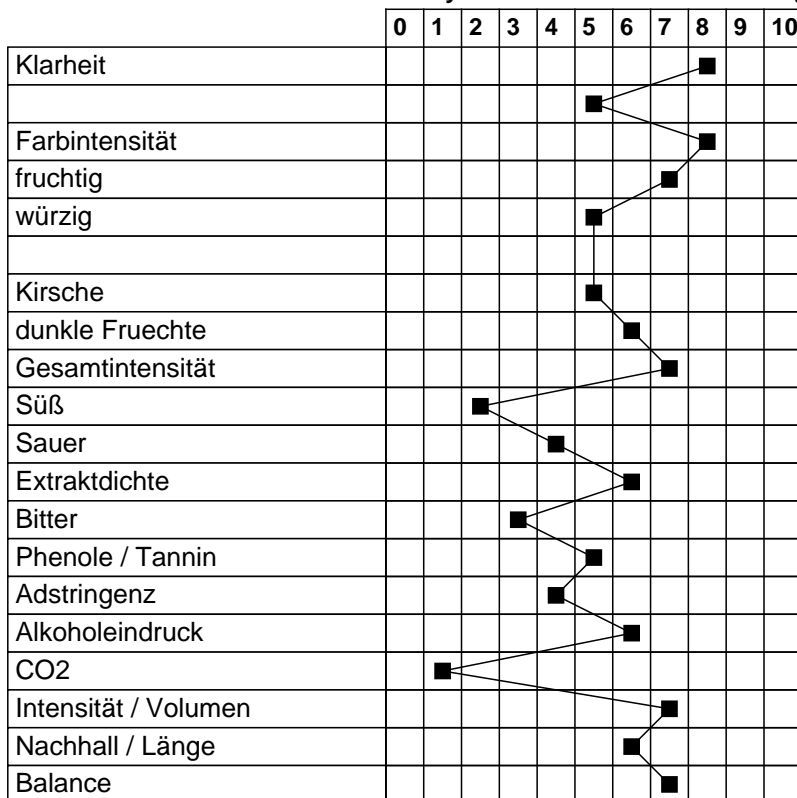 0 1 2 3 4 5 6 7 8 9 10
Klarheit
Farbintensität
fruchtig
würzig
Kirsche
dunkle Fruechte
Gesamtintensität
Süß
Sauer
Extraktdichte
Bitter
Phenole / Tannin
Adstringenz
Alkoholeindruck
CO2
Intensität / Volumen
Nachhall / Länge
Balance